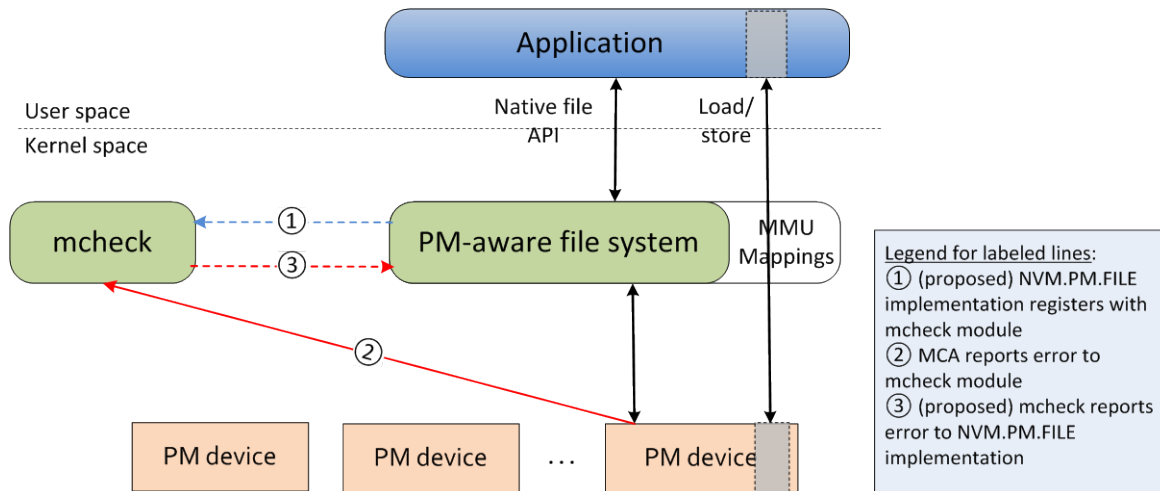 Application
User space
Native file
API
Load/
store
Kernel space
①
mcheck
③
PM-aware file system
MMU
Mappings
②
PM device
PM device
...
PM device
Legend for labeled lines:
① (proposed) NVM.PM.FILE
implementation registers with
mcheck module
② MCA reports error to
mcheck module
③ (proposed) mcheck reports
error to NVM.PM.FILE
implementation